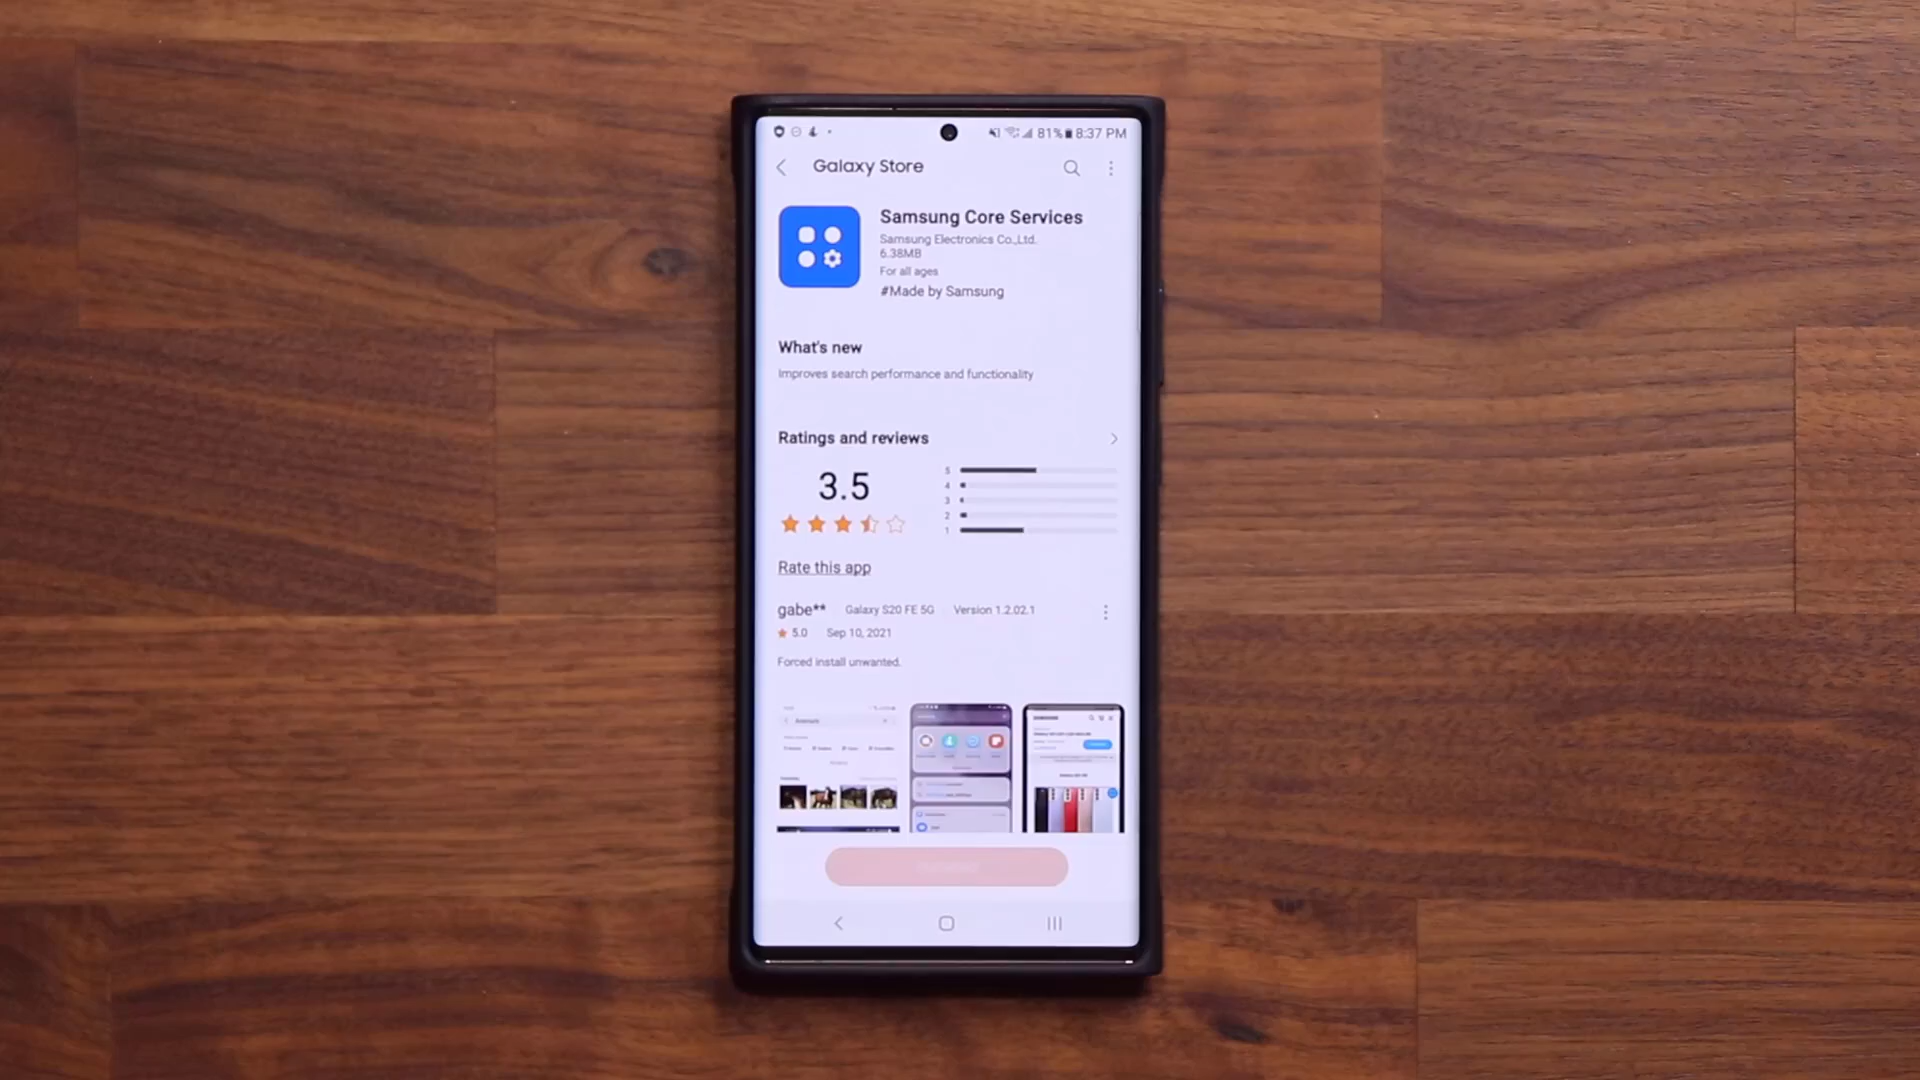 81% 8:37 PM
Galaxy Store
Samsung Core Services
Samsung Electronics Co.,Ltd.
6.38MB
For all ages
#Made by Samsung
What's new
Improves search performance and functionality
Ratings and reviews
3.5
5
4
3
2
1
Rate this app
gabe** Galaxy S20 FE 5G Version 1.2.02.1
5.0 Sep 10, 2021
Forced install unwanted.